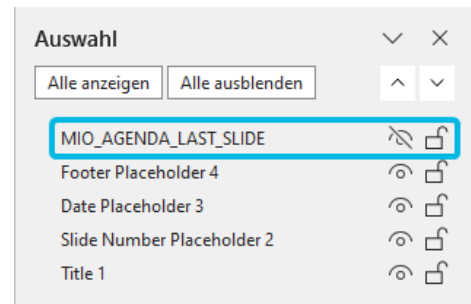 Auswahl
Alle anzeigen Alle ausblenden
MIO_AGENDA_LAST_SLIDE
Footer Placeholder 4
Date Placeholder 3
Slide Number Placeholder 2
Title 1